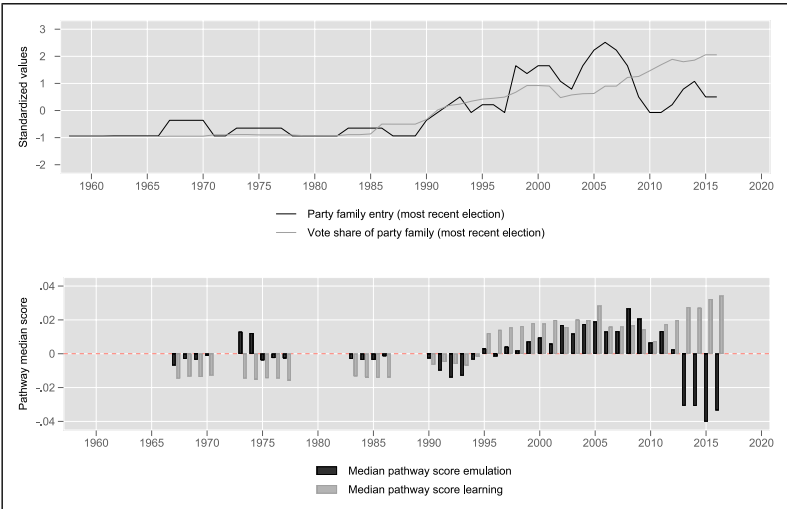 3
2
1
0
-1
-2
Standardized values
1960 1965 1970 1975 1980 1985 1990 1995 2000 2005 2010 2015 2020
Party family entry (most recent election)
Vote share of party family (most recent election)
.04
.02
0
-.02
-.04
Pathway median score
1960 1965 1970 1975 1980 1985 1990 1995 2000 2005 2010 2015 2020
Median pathway score emulation
Median pathway score learning